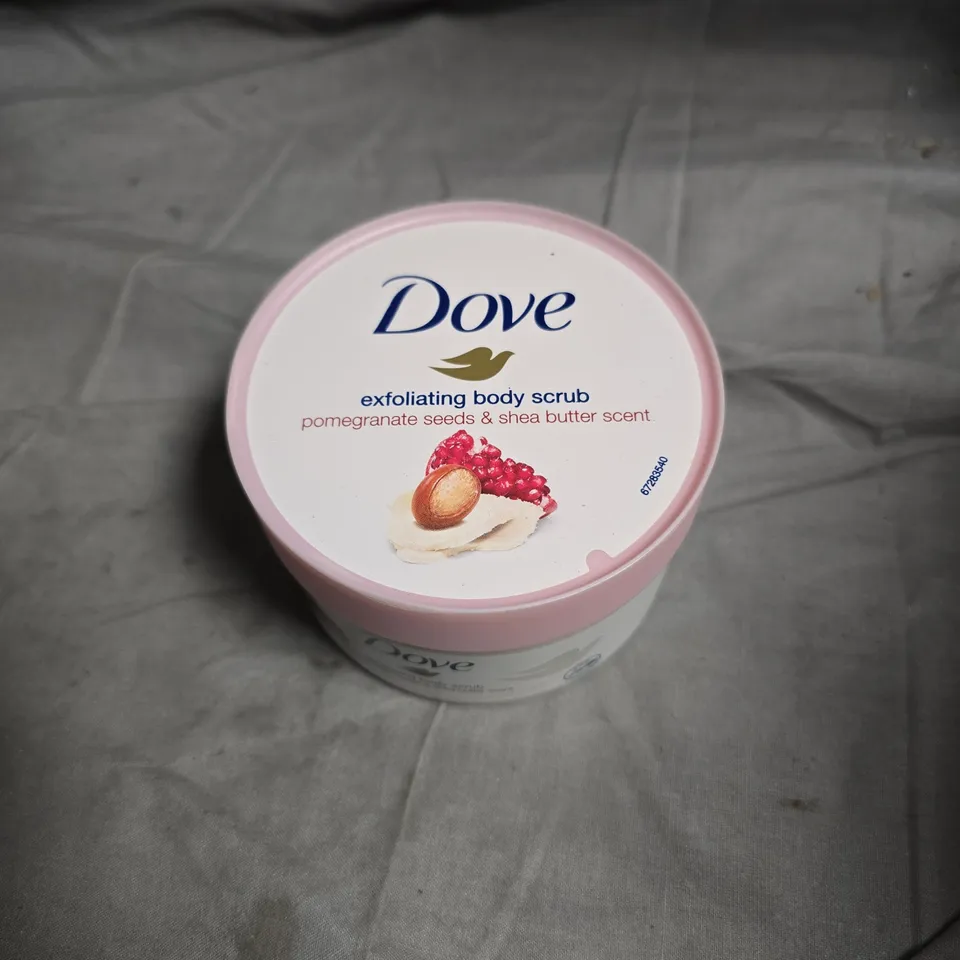 Dove
exfoliating body scrub
pomegranate seeds & shea butter scent
67283540
Dove